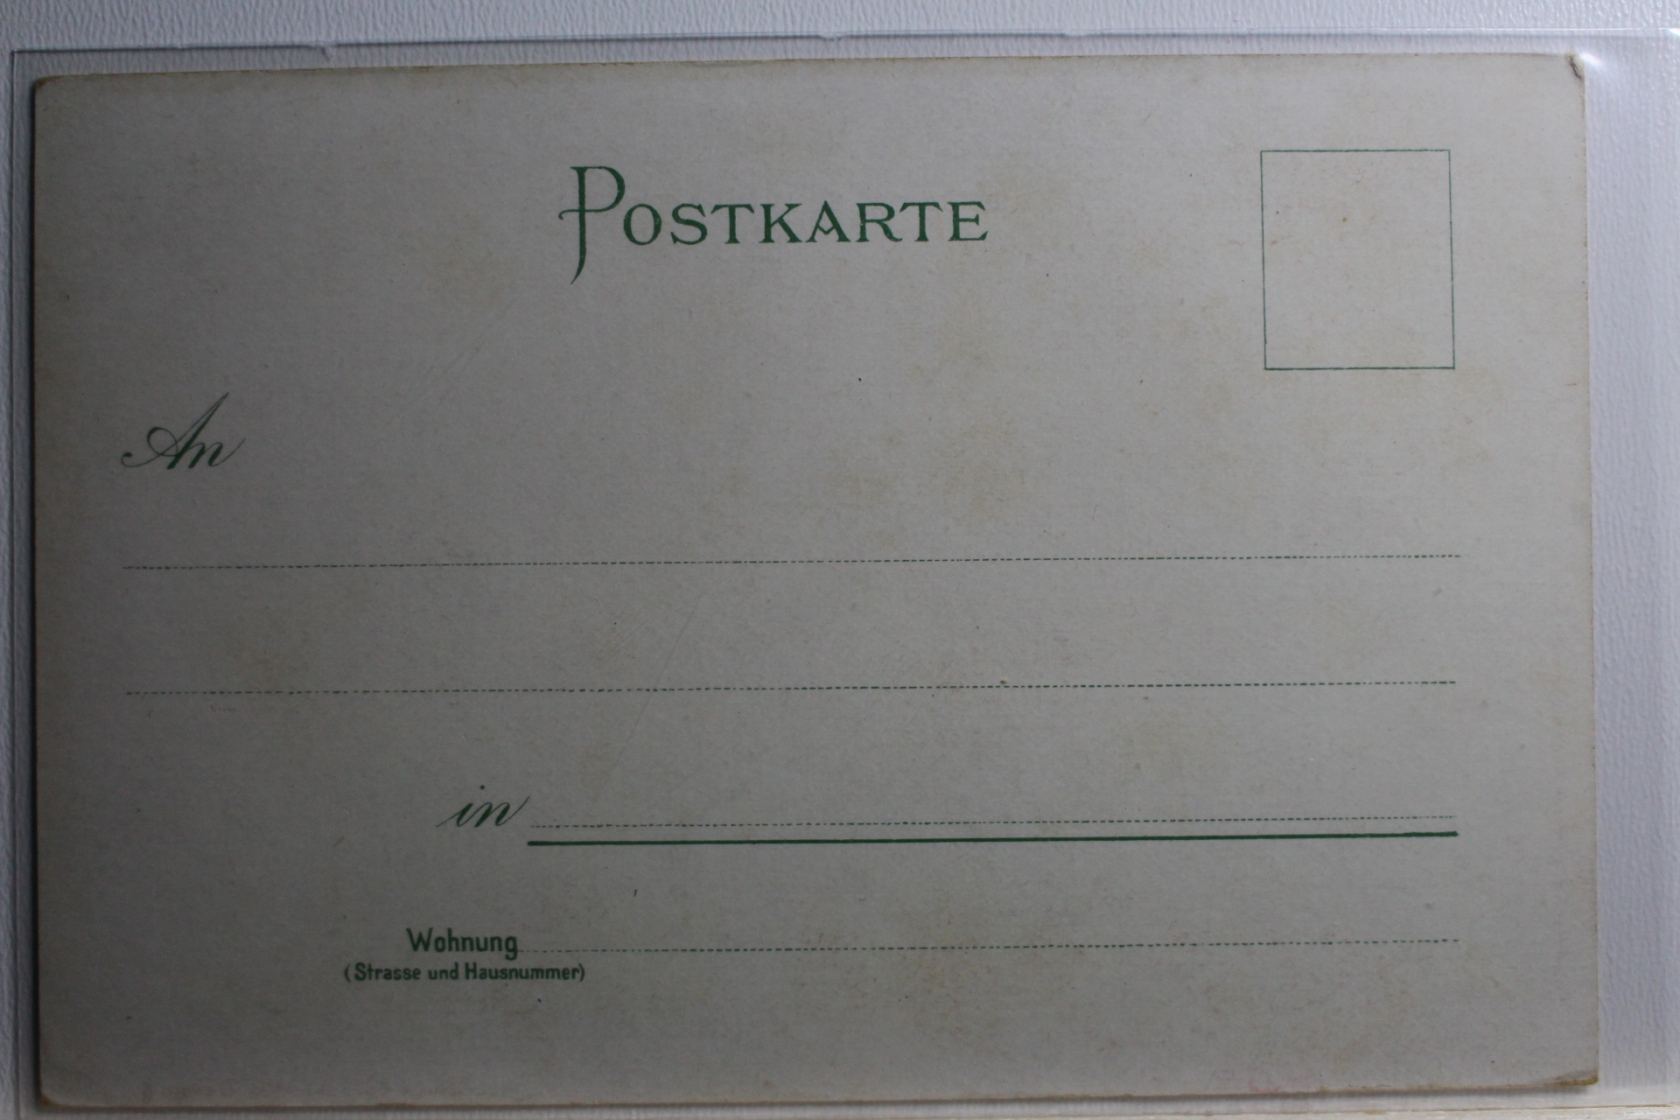 POSTKARTE
An
in
Wohnung
(Strasse und Hausnummer)